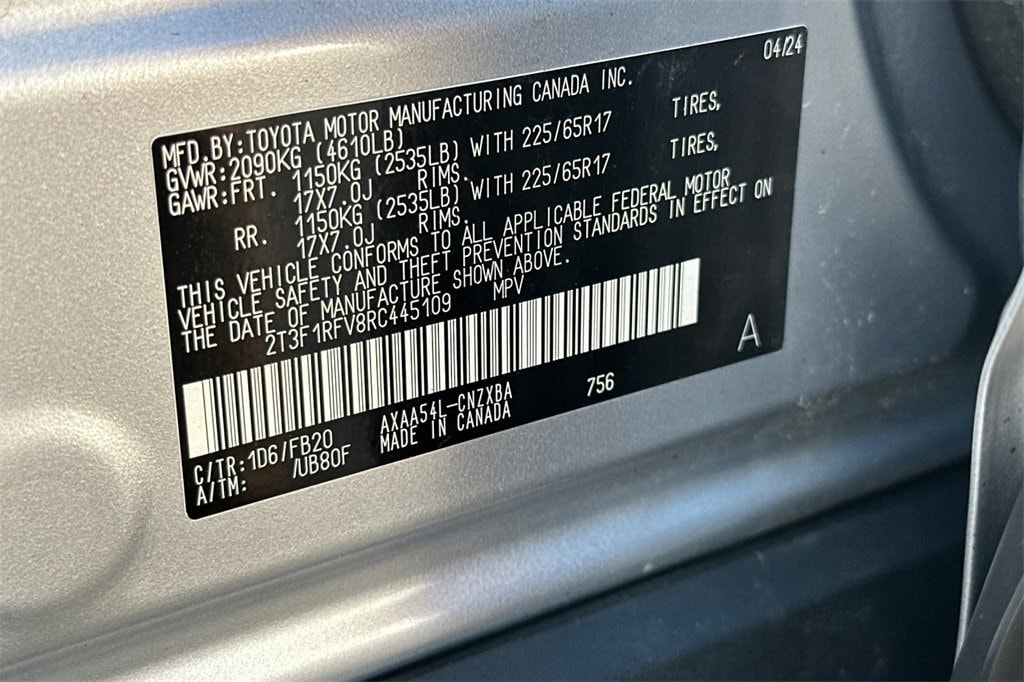 04/24
MFD.BY:TOYOTA MOTOR MANUFACTURING CANADA INC.
GVWR:2090KG (4610LB)
GAWR:FRT. 1150KG (2535LB) WITH 225/65R17 TIRES,
17X7.0J RIMS.
RR. 1150KG (2535LB) WITH 225/65R17 TIRES,
17X7.0J RIMS.
THIS VEHICLE CONFORMS TO ALL APPLICABLE FEDERAL MOTOR
VEHICLE SAFETY AND THEFT PREVENTION STANDARDS IN EFFECT ON
THE DATE OF MANUFACTURE SHOWN ABOVE.
2T3F1RFV8RC445109 MPV
A
C/TR:1D6/FB20 AXAA54L-CNZXBA 756
A/TM: /UB80F MADE IN CANADA